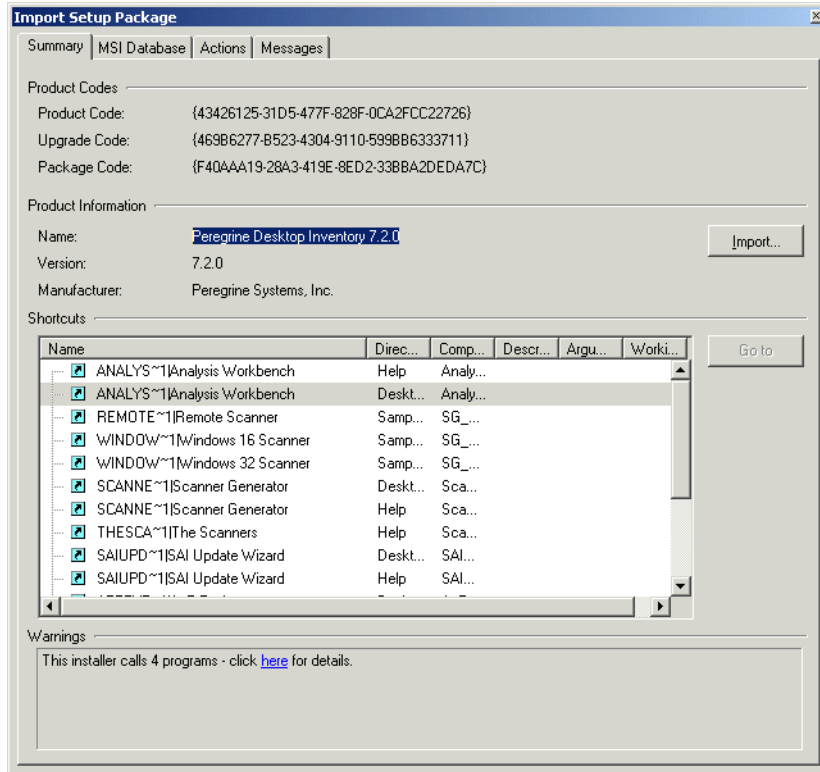 Import Setup Package
Summary MSI Database Actions Messages
Product Codes
Product Code: {43426125-31D5-477F-828F-0CA2FCC22726}
Upgrade Code: {469B6277-B523-4304-9110-599BB6333711}
Package Code: {F40AAA19-28A3-419E-8ED2-33BBA2DEDA7C}
Product Information
Name: Peregrine Desktop Inventory 7.2.0
Import...
Version: 7.2.0
Manufacturer: Peregrine Systems, Inc.
Shortcuts
Name Direc... Comp... Descr... Argu... Worki...
Go to
ANALYS~1|Analysis Workbench Help Analy...
ANALYS~1|Analysis Workbench Deskt... Analy...
REMOTE~1|Remote Scanner Samp... SG_...
WINDOW~1|Windows 16 Scanner Samp... SG_...
WINDOW~1|Windows 32 Scanner Samp... SG_...
SCANNE~1|Scanner Generator Deskt... Sca...
SCANNE~1|Scanner Generator Help Sca...
THESCA~1|The Scanners Help Sca...
SAIUPD~1|SAI Update Wizard Deskt... SAI...
SAIUPD~1|SAI Update Wizard Help SAI...
Warnings
This installer calls 4 programs - click here for details.